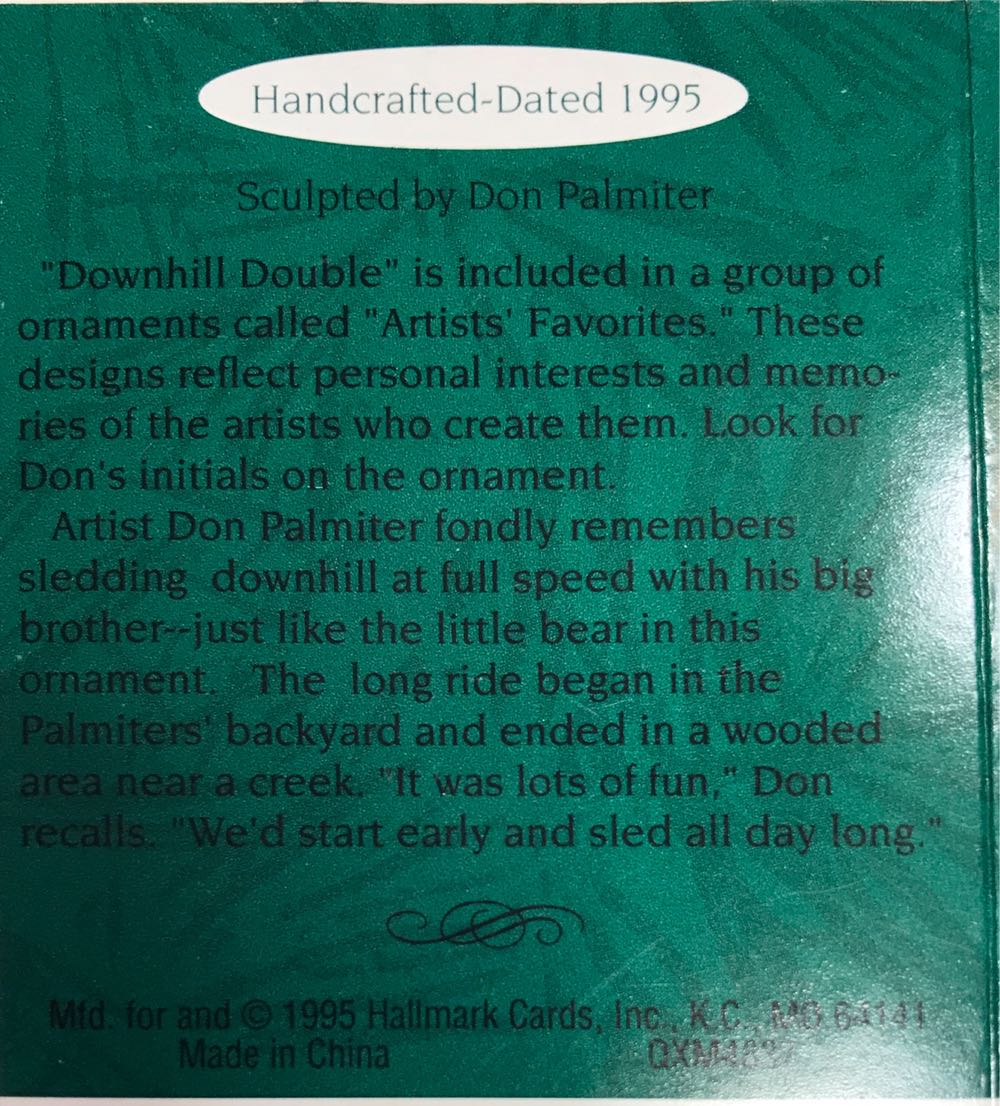 Handcrafted-Dated 1995
Sculpted by Don Palmiter
"Downhill Double" is included in a group of
ornaments called "Artists' Favorites." These
designs reflect personal interests and memo-
ries of the artists who create them. Look for
Don's initials on the ornament.
Artist Don Palmiter fondly remembers
sledding downhill at full speed with his big
brother--just like the little bear in this
ornament. The long ride began in the
Palmiters' backyard and ended in a wooded
area near a creek. "It was lots of fun," Don
recalls. "We'd start early and sled all day long."
Mfd. for and © 1995 Hallmark Cards, Inc., K.C., MO 64141
Made in China